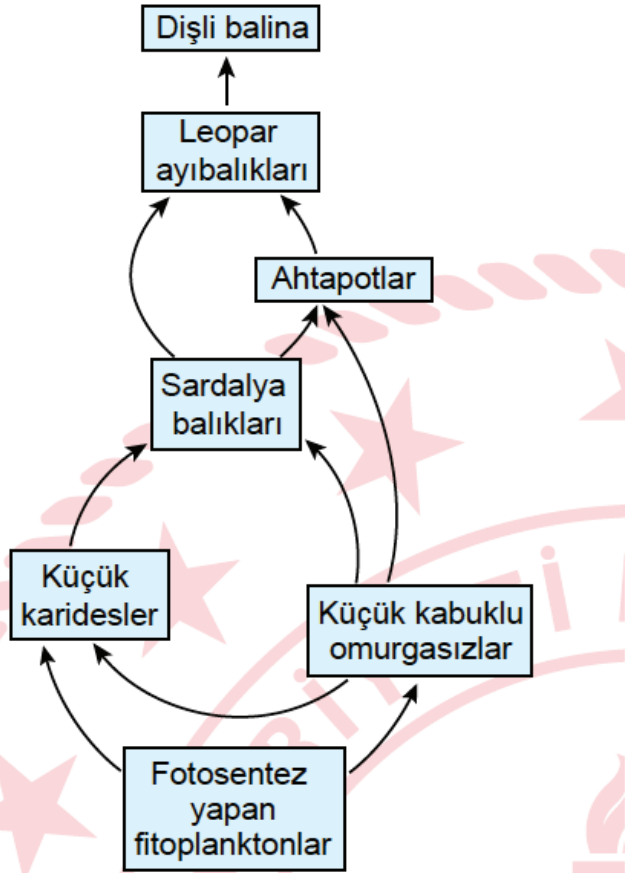 Dişli balina
Leopar
ayıbalıkları
Ahtapotlar
Sardalya
balıkları
Küçük
karidesler
Küçük kabuklu
omurgasızlar
Fotosentez
yapan
fitoplanktonlar